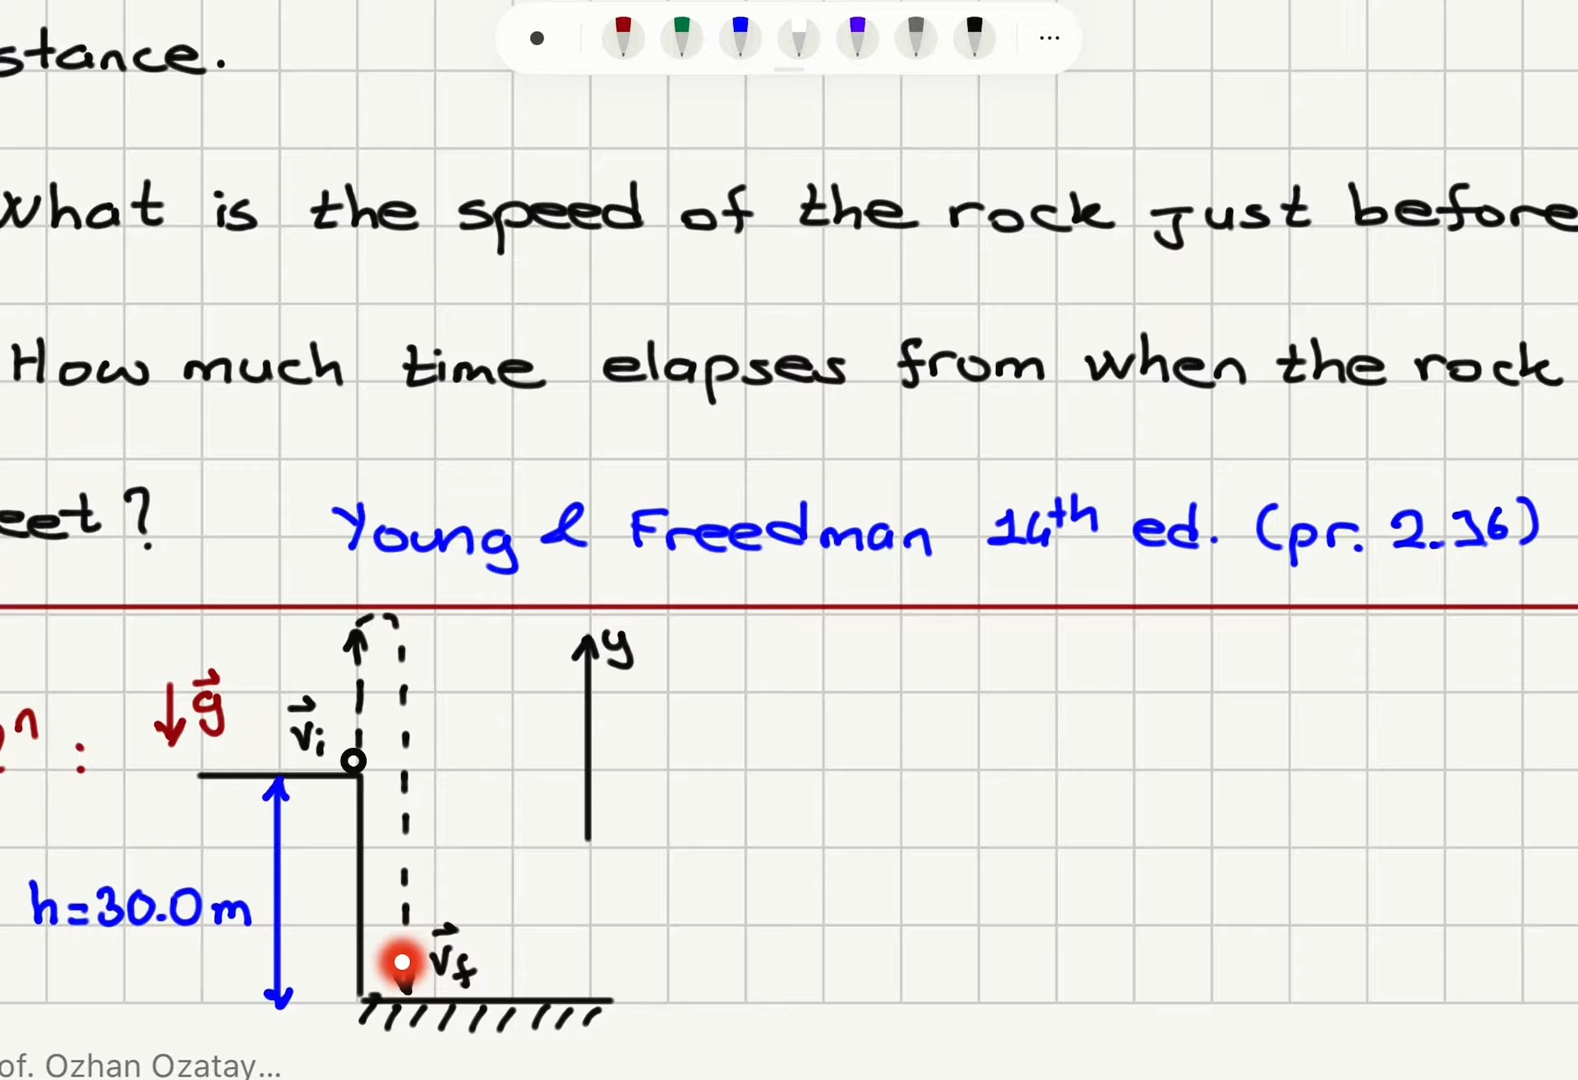 stance.
What is the speed of the rock just before
How much time elapses from when the rock
eet? Young & Freedman 14th ed. (pr. 2.36)
n : g y
vi
h=30.0m
vf
of. Ozhan Ozatay...